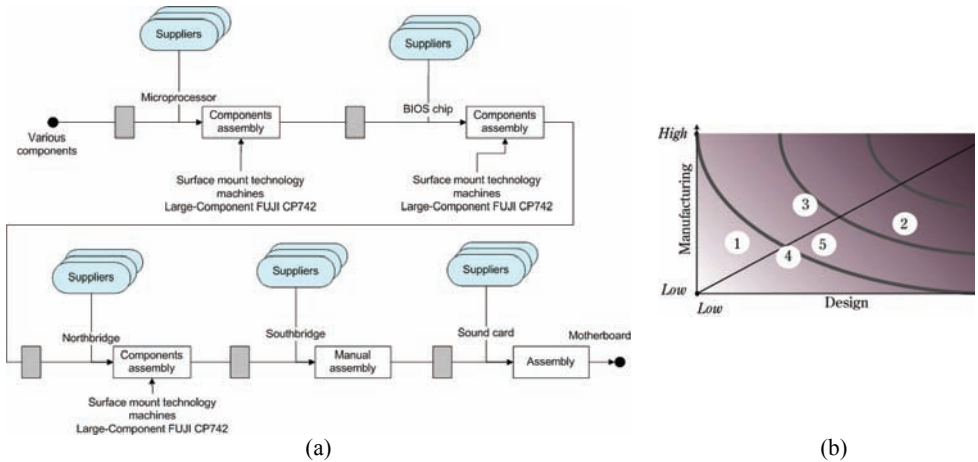 Suppliers
Suppliers
Microprocessor
BIOS chip
Various
components
Components
assembly
Components
assembly
Surface mount technology
machines
Large-Component FUJI CP742
Surface mount technology
machines
Large-Component FUJI CP742
Suppliers
Suppliers
Suppliers
Northbridge
Southbridge
Sound card
Motherboard
Components
assembly
Manual
assembly
Assembly
Surface mount technology
machines
Large-Component FUJI CP742
(a)
High
Manufacturing
3
2
1
5
4
Low
Low
Design
(b)